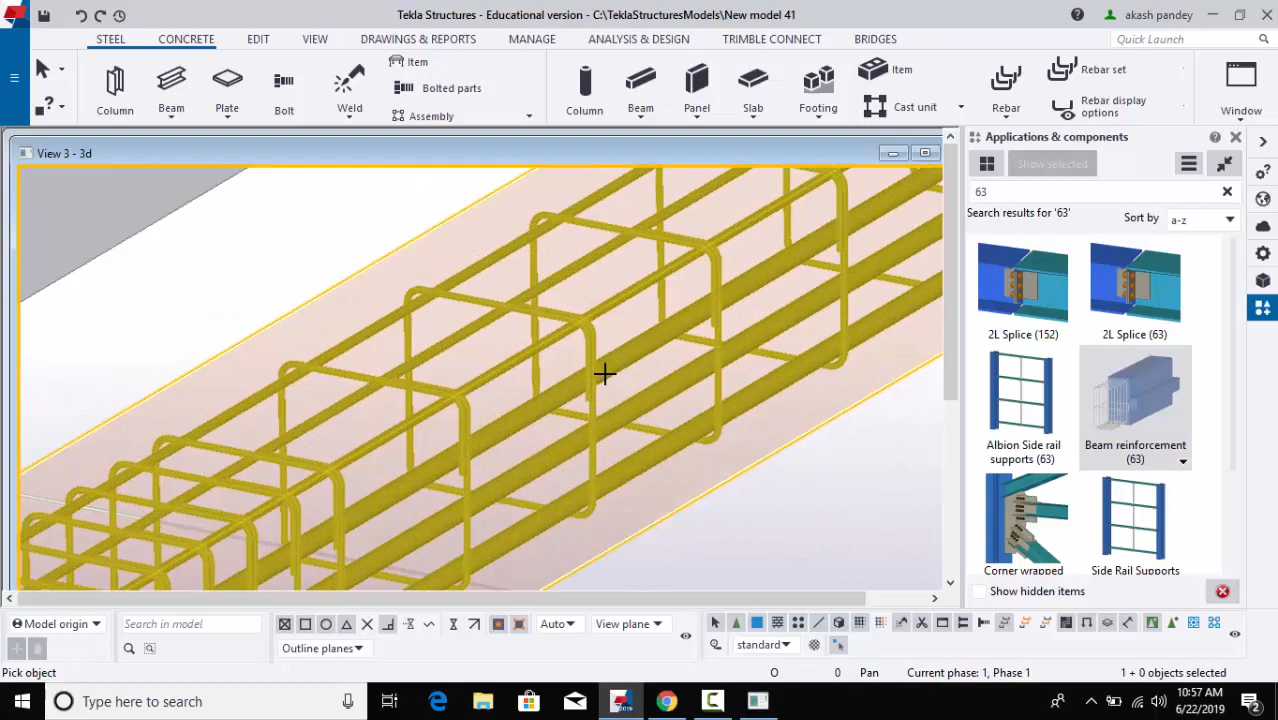 Tekla Structures - Educational version - C:\TeklaStructuresModels\New model 41
akash pandey
STEEL CONCRETE EDIT VIEW DRAWINGS & REPORTS MANAGE ANALYSIS & DESIGN TRIMBLE CONNECT BRIDGES
Quick Launch
Column
Beam
Plate
Bolt
Weld
Item
Bolted parts
Assembly
Column
Beam
Panel
Slab
Footing
Item
Cast unit
Rebar
Rebar set
Rebar display
options
Window
View 3 - 3d
Applications & components
Show selected
63
Search results for '63'
Sort by
a-z
2L Splice (152)
2L Splice (63)
Albion Side rail
supports (63)
Beam reinforcement
(63)
Corner wrapped
Side Rail Supports
Show hidden items
Model origin
Search in model
Auto
View plane
Outline planes
standard
Pick object
O
0
Pan
Current phase: 1, Phase 1
1 + 0 objects selected
Type here to search
10:57 AM
6/22/2019
2